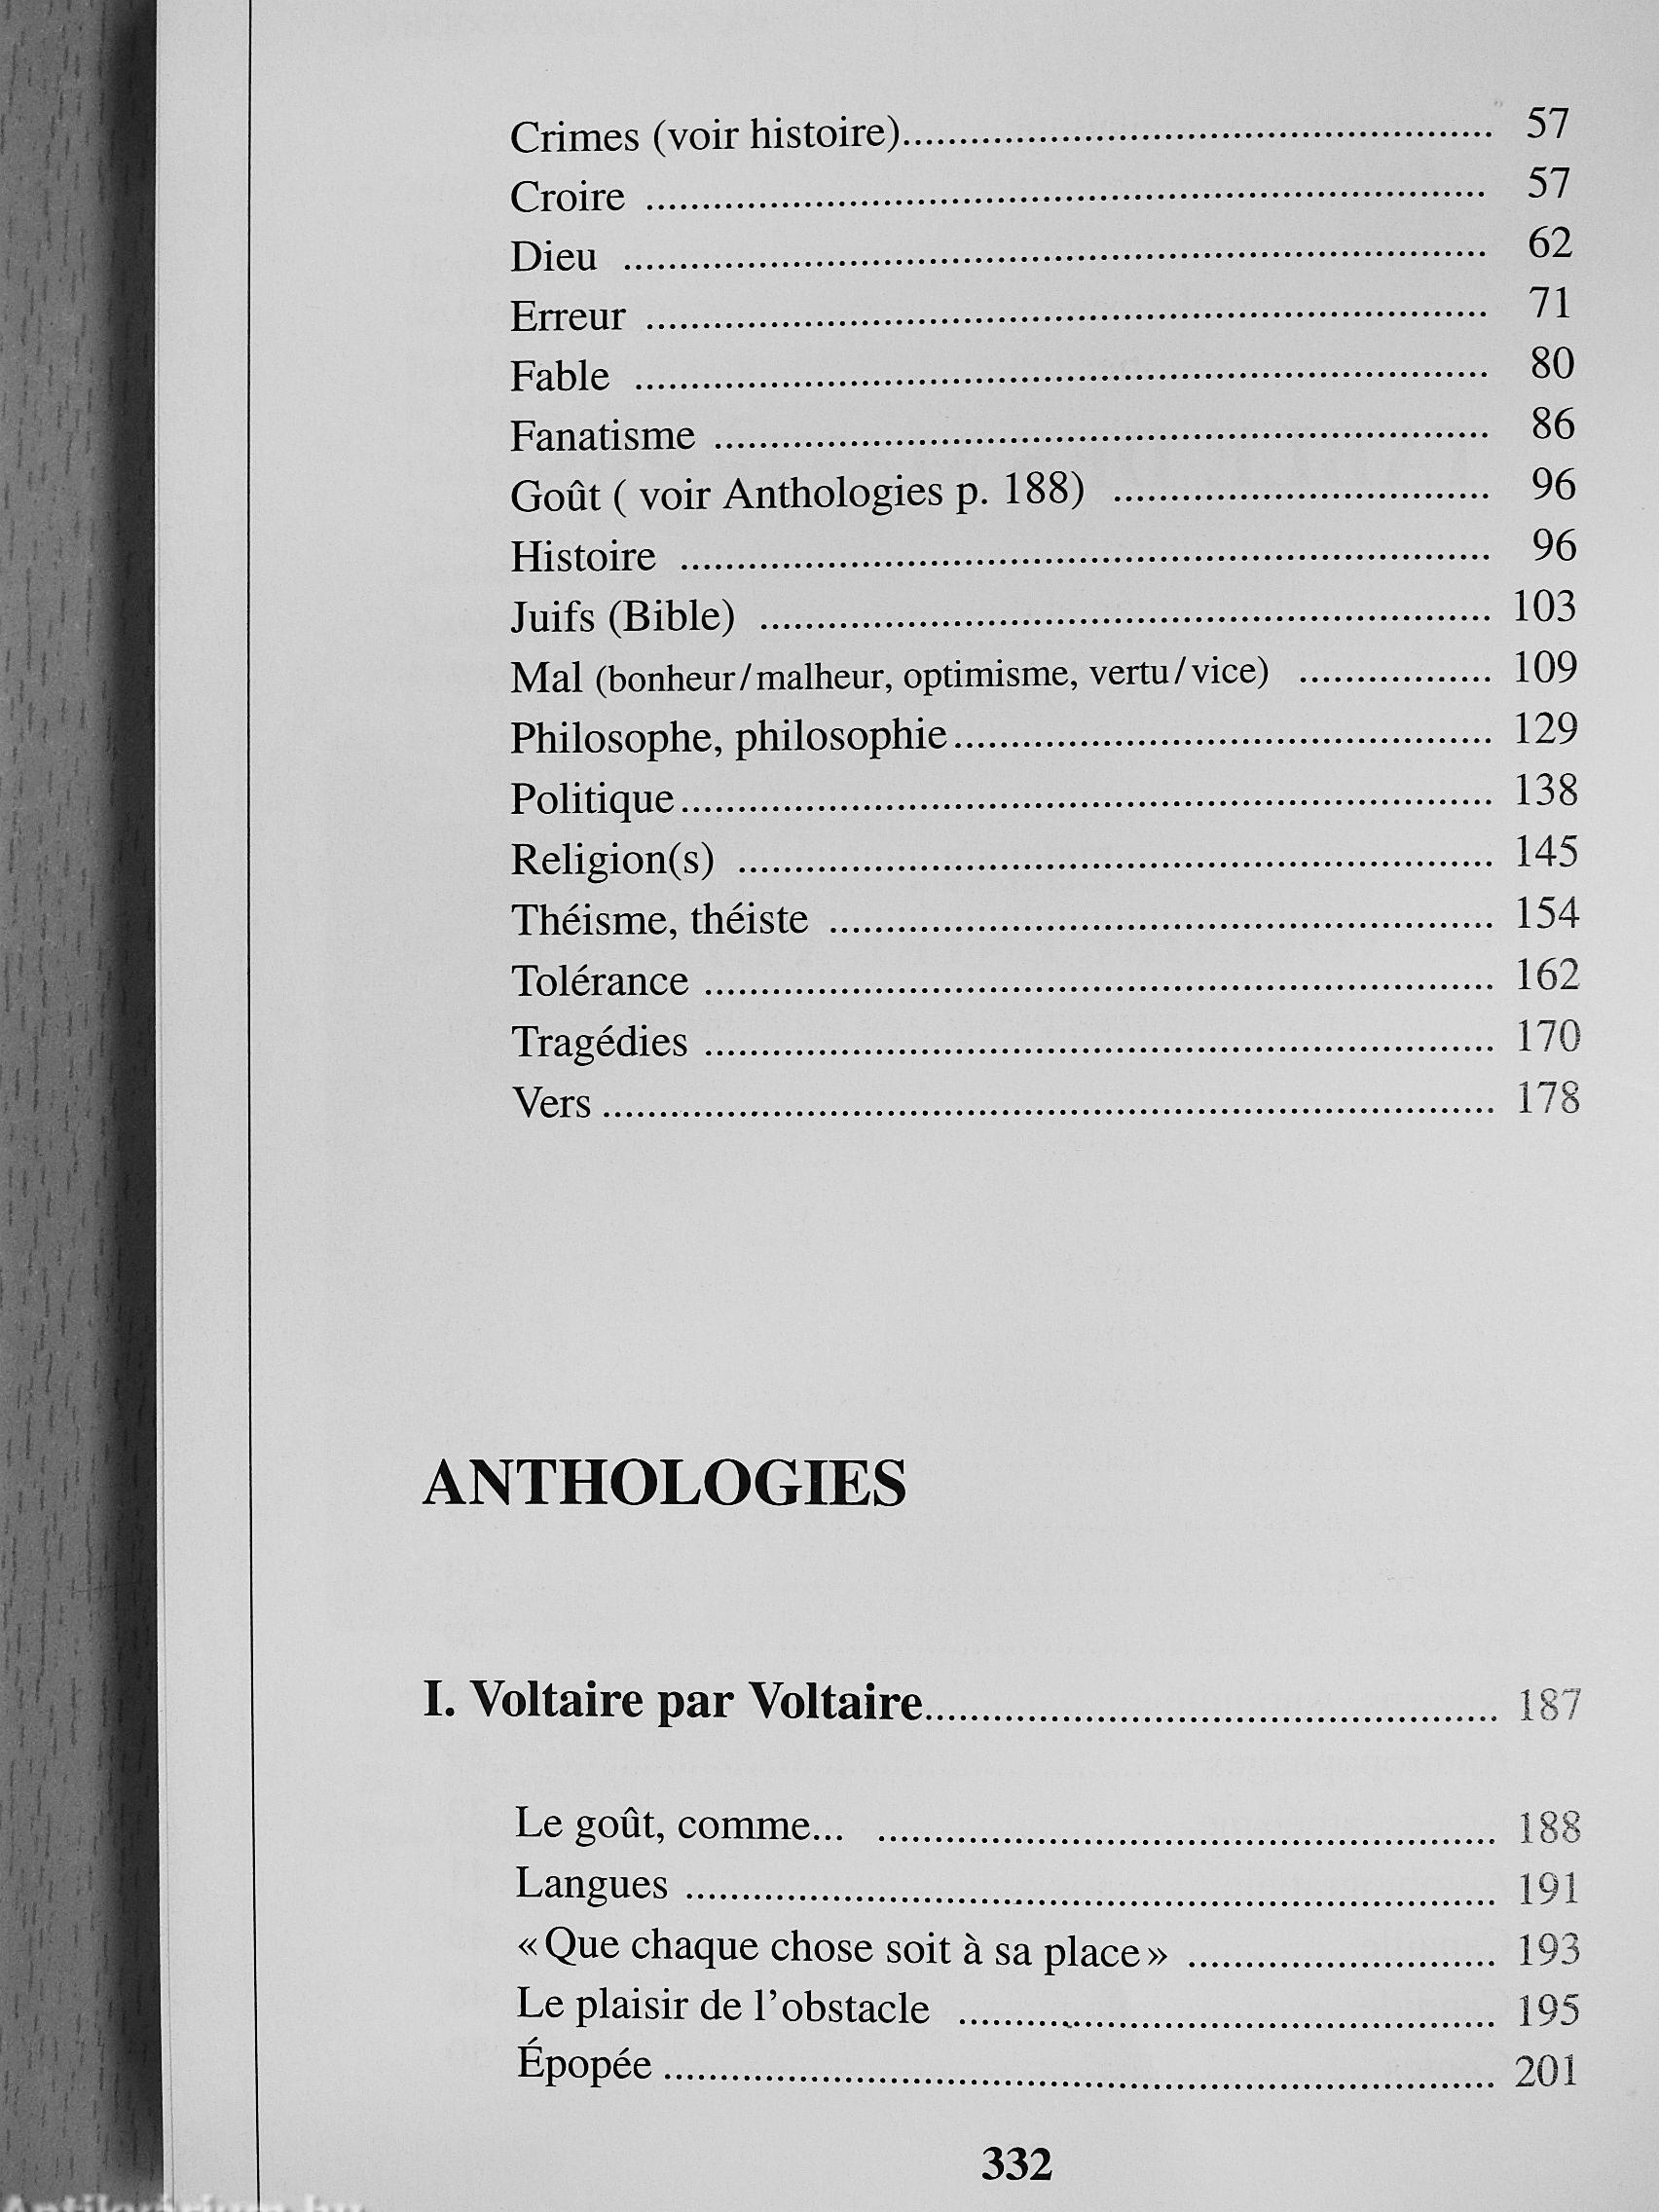 Crimes (voir histoire)........ 57
Croire ........ 57
Dieu ........ 62
Erreur ........ 71
Fable ........ 80
Fanatisme ........ 86
Goût ( voir Anthologies p. 188) ........ 96
Histoire ........ 96
Juifs (Bible) ........ 103
Mal (bonheur/malheur, optimisme, vertu/vice) ........ 109
Philosophe, philosophie ........ 129
Politique ........ 138
Religion(s) ........ 145
Théisme, théiste ........ 154
Tolérance ........ 162
Tragédies ........ 170
Vers ........ 178
ANTHOLOGIES
I. Voltaire par Voltaire ........ 187
Le goût, comme... ........ 188
Langues ........ 191
«Que chaque chose soit à sa place» ........ 193
Le plaisir de l'obstacle ........ 195
Épopée ........ 201
332